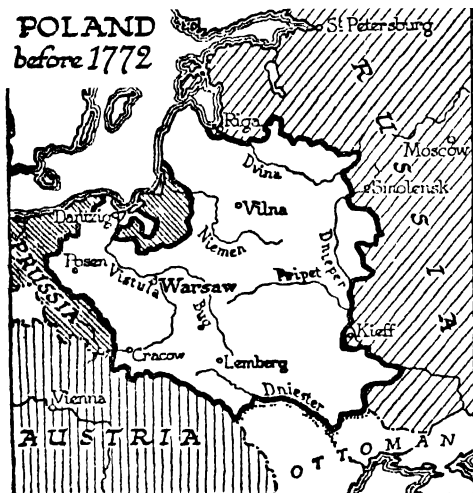 POLAND
before 1772
St. Petersburg
RUSSIA
Riga
Moscow
Dvina
Smolensk
Dantzig
Vilna
Niemen
Dnieper
PRUSSIA
Posen
Vistula
Warsaw
Pripet
Bug
Kieff
Cracow
Lemberg
Vienna
Dniester
AUSTRIA
OTTOMAN